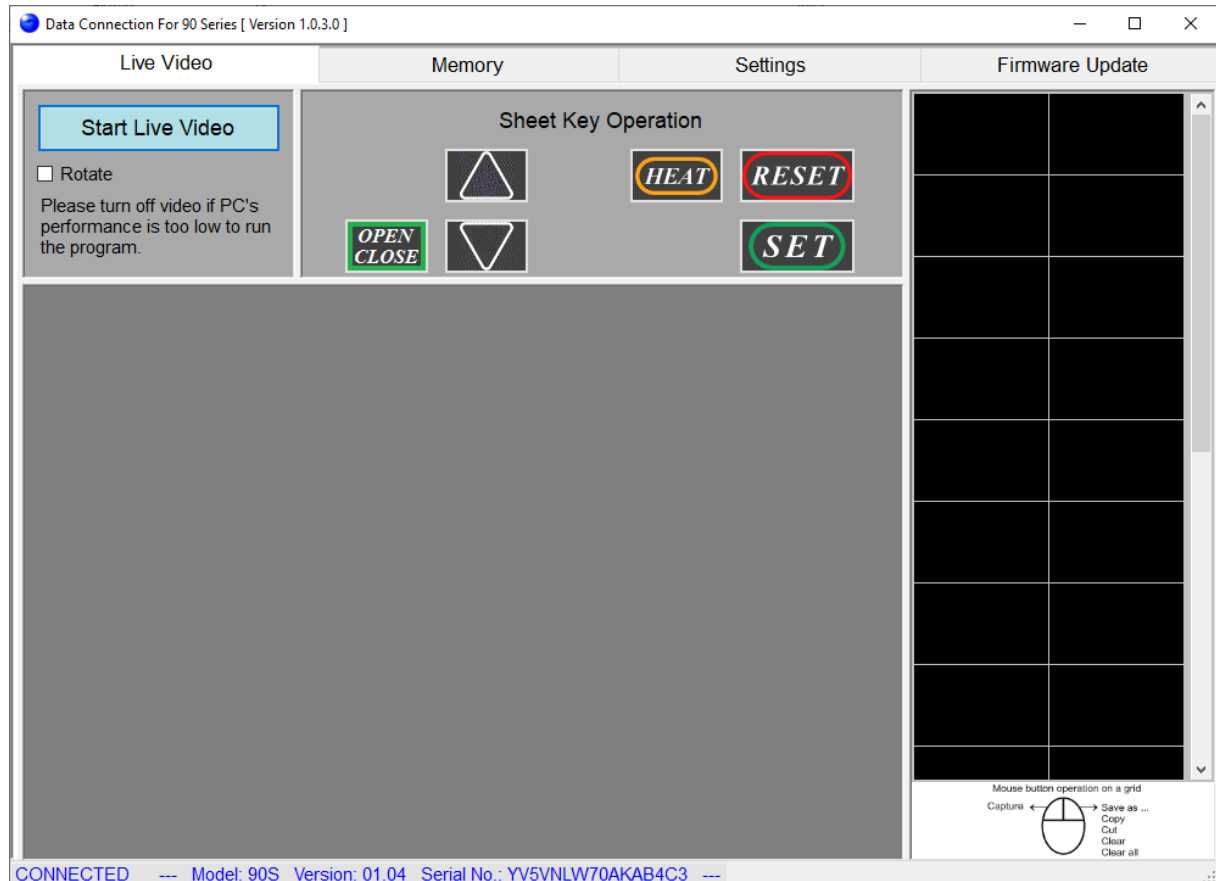 Data Connection For 90 Series [ Version 1.0.3.0 ]
Live Video
Memory
Settings
Firmware Update
Start Live Video
Rotate
Please turn off video if PC's
performance is too low to run
the program.
Sheet Key Operation
HEAT
RESET
OPEN
CLOSE
SET
Mouse button operation on a grid
Capture
Save as ...
Copy
Cut
Clear
Clear all
CONNECTED --- Model: 90S Version: 01.04 Serial No.: YV5VNLW70AKAB4C3 ---